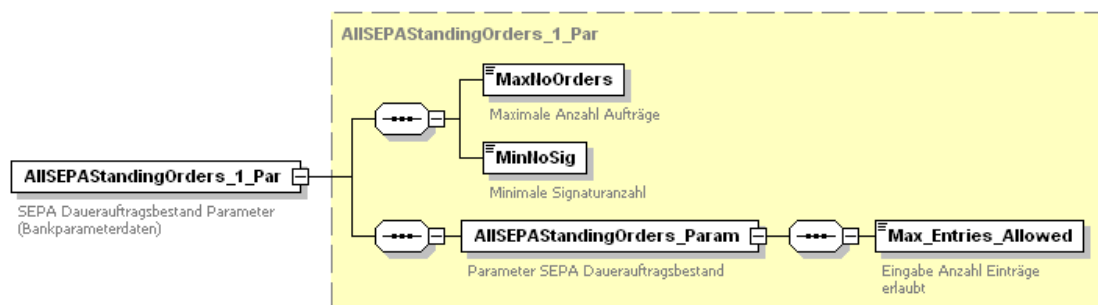 AllSEPAStandingOrders_1_Par
MaxNoOrders
Maximale Anzahl Aufträge
MinNoSig
Minimale Signaturanzahl
AllSEPAStandingOrders_1_Par
SEPA Dauerauftragsbestand Parameter
(Bankparameterdaten)
AllSEPAStandingOrders_Param
Parameter SEPA Dauerauftragsbestand
Max_Entries_Allowed
Eingabe Anzahl Einträge
erlaubt